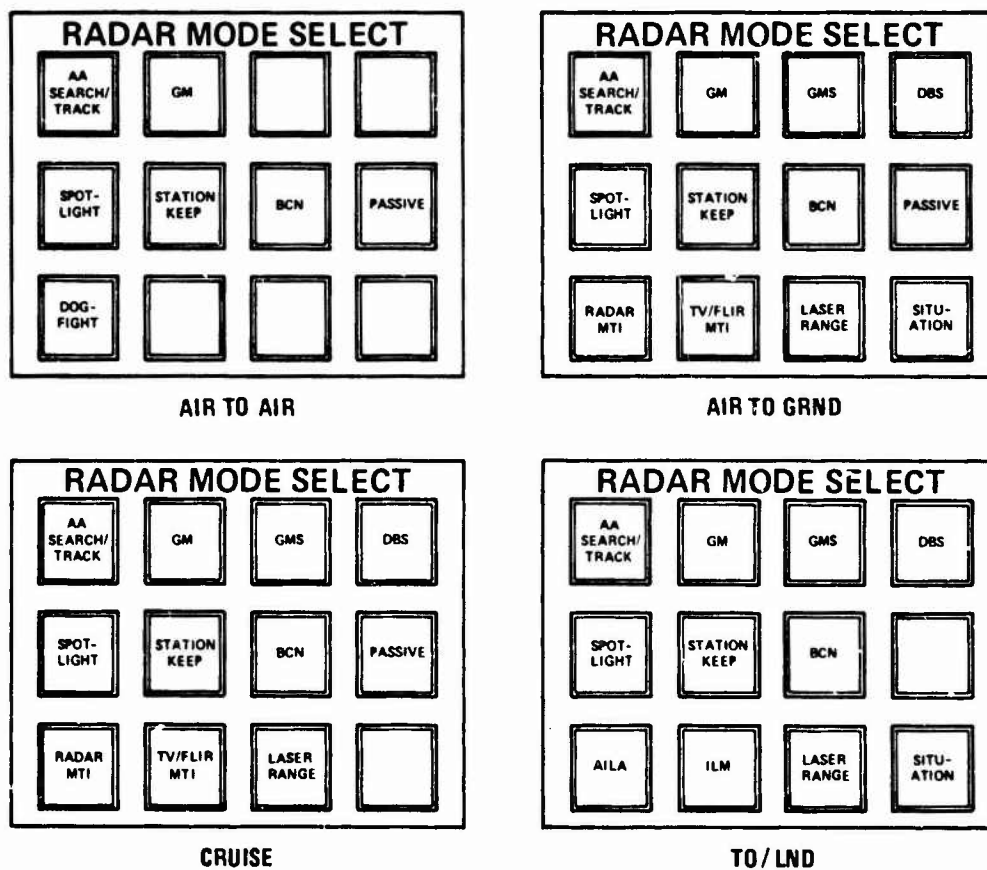 RADAR MODE SELECT
AA
SEARCH/
TRACK
GM
SPOT-
LIGHT
STATION
KEEP
BCN
PASSIVE
DOG-
FIGHT
AIR TO AIR
RADAR MODE SELECT
AA
SEARCH/
TRACK
GM
GMS
DBS
SPOT-
LIGHT
STATION
KEEP
BCN
PASSIVE
RADAR
MTI
TV/FLIR
MTI
LASER
RANGE
SITU-
ATION
AIR TO GRND
RADAR MODE SELECT
AA
SEARCH/
TRACK
GM
GMS
DBS
SPOT-
LIGHT
STATION
KEEP
BCN
PASSIVE
RADAR
MTI
TV/FLIR
MTI
LASER
RANGE
CRUISE
RADAR MODE SELECT
AA
SEARCH/
TRACK
GM
GMS
DBS
SPOT-
LIGHT
STATION
KEEP
BCN
AILA
ILM
LASER
RANGE
SITU-
ATION
TO/LND